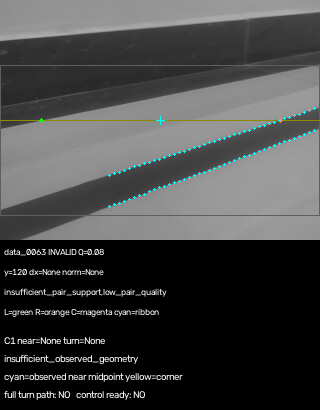 data_0063 INVALID Q=0.08
y=120 dx=None norm=None
insufficient_pair_support,low_pair_quality
L=green R=orange C=magenta cyan=ribbon
C1 near=None turn=None
insufficient_observed_geometry
cyan=observed near midpoint yellow=corner
full turn path: NO control ready: NO